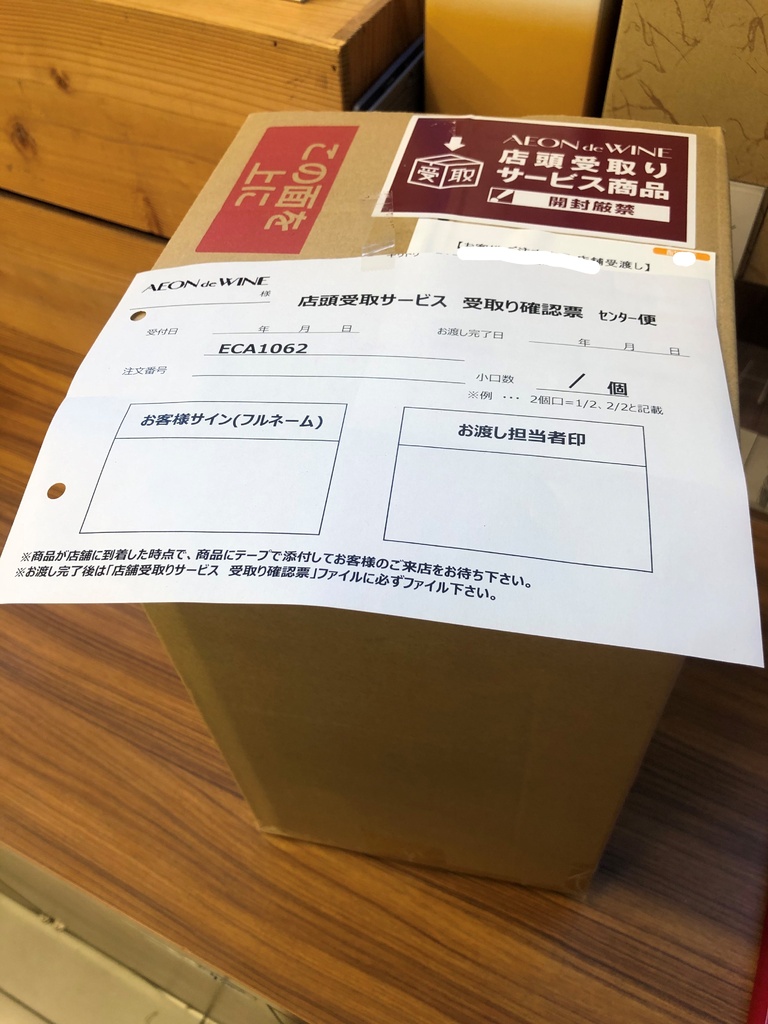 この面を
上に
AEON de WINE
店頭受取り
サービス商品
受取
開封厳禁
店舗受渡し】
AEON de WINE
様
店頭受取サービス 受取り確認票 センター便
受付日 年 月 日
お渡し完了日 年 月 日
ECA1062
注文番号
小口数 / 個
※例 ・・・ 2個口=1/2、2/2と記載
お客様サイン(フルネーム)
お渡し担当者印
※商品が店舗に到着した時点で、商品にテープで添付してお客様のご来店をお待ち下さい。
※お渡し完了後は「店舗受取りサービス 受取り確認票」ファイルに必ずファイル下さい。